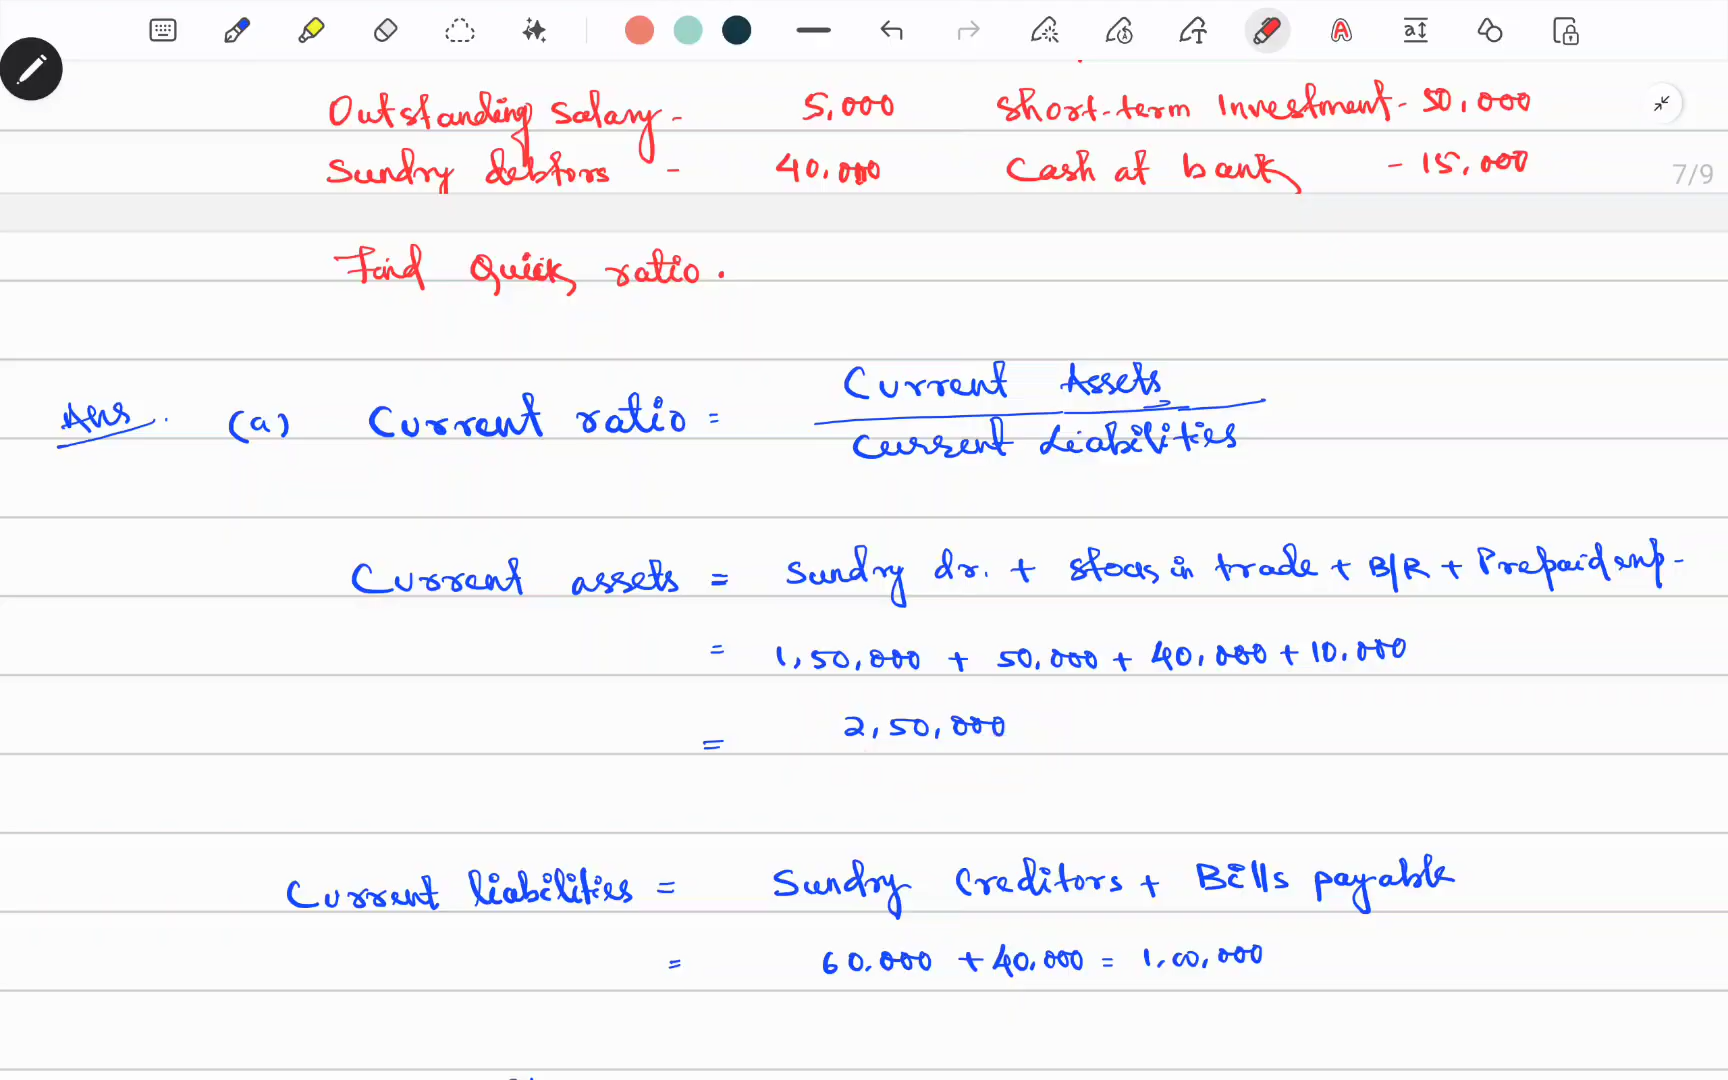 Outstanding Salary - 5,000 Short-term Investment - 50,000
Sundry debtors - 40,000 Cash at bank - 15,000
7/9
Find Quick ratio.
Ans. (a) Current ratio = Current Assets
Current Liabilities
Current assets = Sundry dr. + stock in trade + B/R + Prepaid exp -
= 1,50,000 + 50,000 + 40,000 + 10,000
= 2,50,000
Current liabilities = Sundry Creditors + Bills payable
= 60,000 + 40,000 = 1,00,000